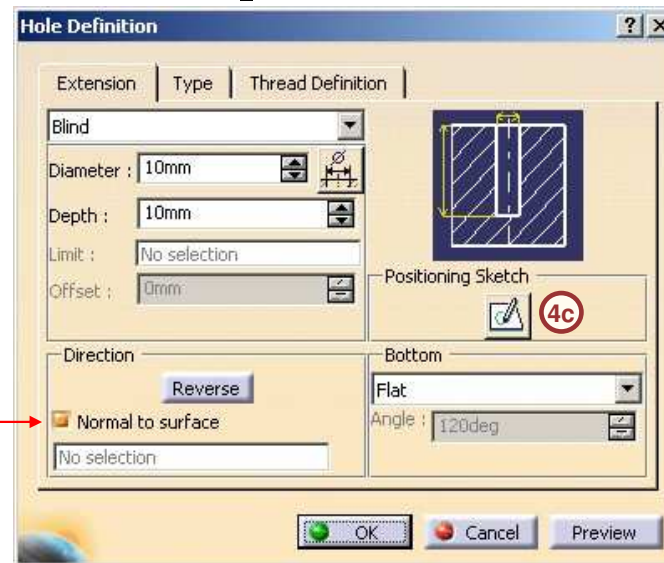 Hole Definition
? ×
Extension Type Thread Definition
Blind
Diameter : 10mm
Depth : 10mm
Limit : No selection
Offset : 0mm
Positioning Sketch
4c
Direction
Reverse
Normal to surface
No selection
Bottom
Flat
Angle : 120deg
OK Cancel Preview